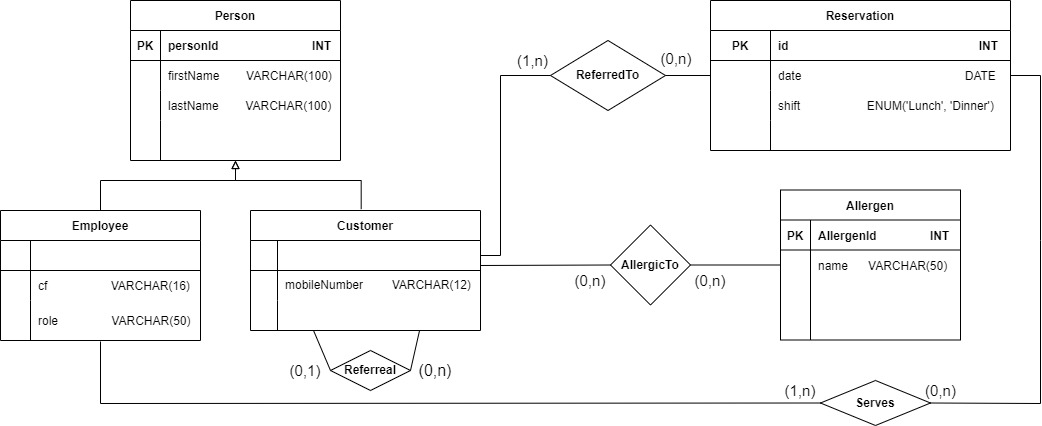 Person
PK personId INT
firstName VARCHAR(100)
lastName VARCHAR(100)
Reservation
PK id INT
date DATE
shift ENUM('Lunch', 'Dinner')
(1,n) ReferredTo (0,n)
Employee
cf VARCHAR(16)
role VARCHAR(50)
Customer
mobileNumber VARCHAR(12)
Allergen
PK AllergenId INT
name VARCHAR(50)
(0,n) AllergicTo (0,n)
(0,1) Referreal (0,n)
(1,n) Serves (0,n)